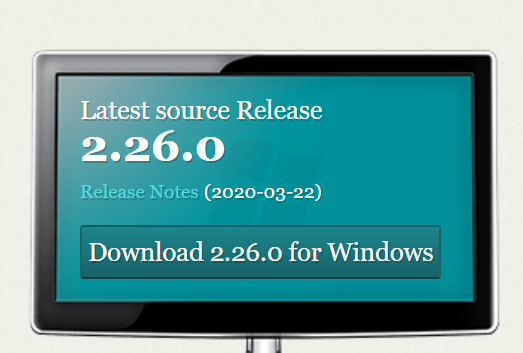 Latest source Release
2.26.0
Release Notes (2020-03-22)
Download 2.26.0 for Windows